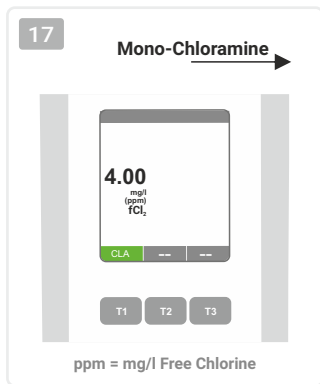 17
Mono-Chloramine
4.00
mg/l
(ppm)
fCl₂
CLA -- --
T1 T2 T3
ppm = mg/l Free Chlorine